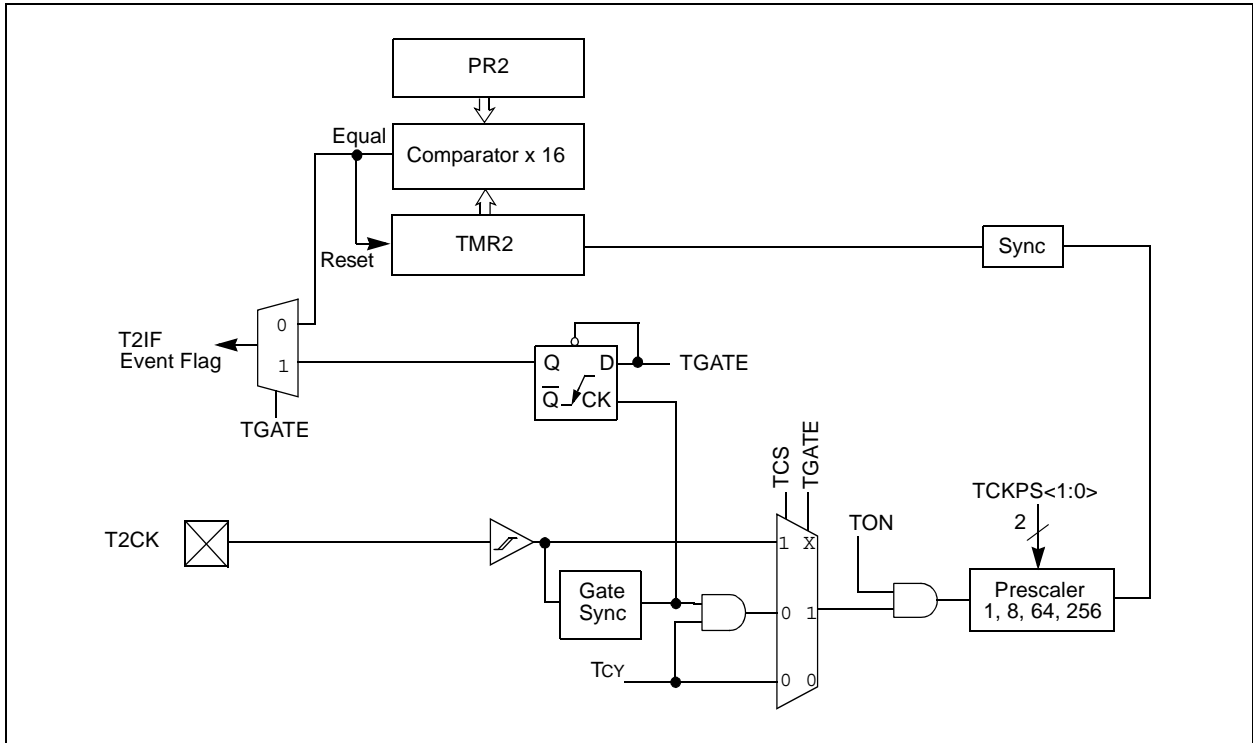 PR2
Equal
Comparator x 16
TMR2
Reset
Sync
0
T2IF
Event Flag
1
Q
D
TGATE
Q̅
CK
TGATE
TCS
TGATE
TCKPS<1:0>
TON
2
T2CK
1 X
Gate
Sync
Prescaler
1, 8, 64, 256
0 1
TCY
0 0